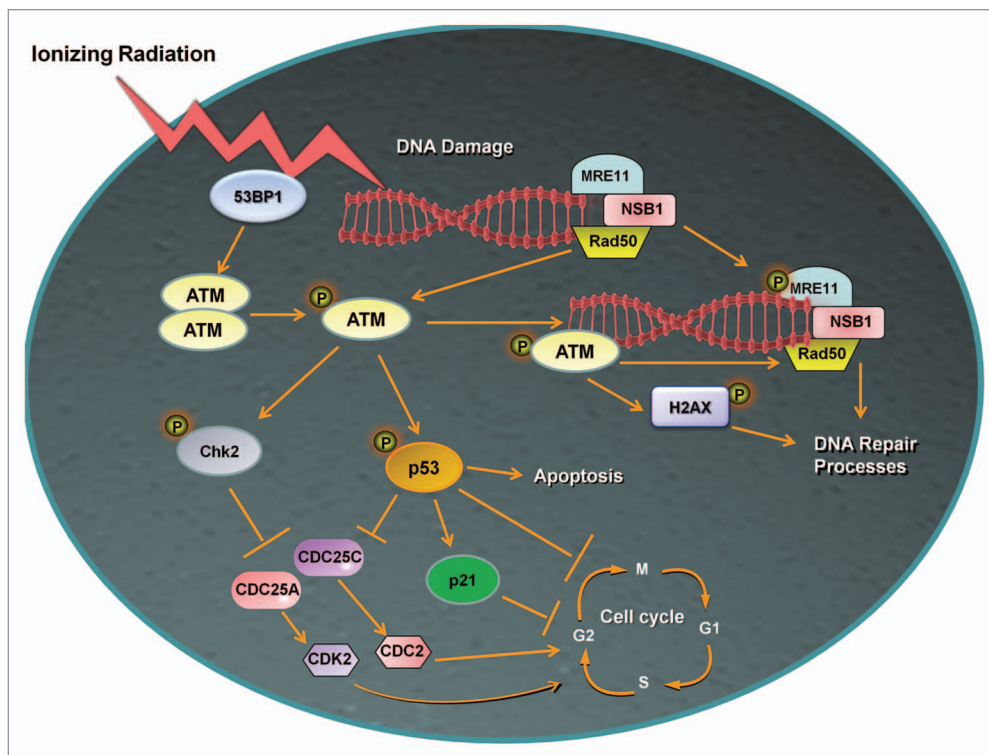 Ionizing Radiation
DNA Damage
MRE11
53BP1
NSB1
Rad50
P
MRE11
ATM
P
ATM
NSB1
ATM
P
ATM
Rad50
P
H2AX
P
Chk2
P
p53
DNA Repair
Processes
Apoptosis
CDC25C
p21
M
CDC25A
Cell cycle
G1
G2
CDC2
CDK2
S